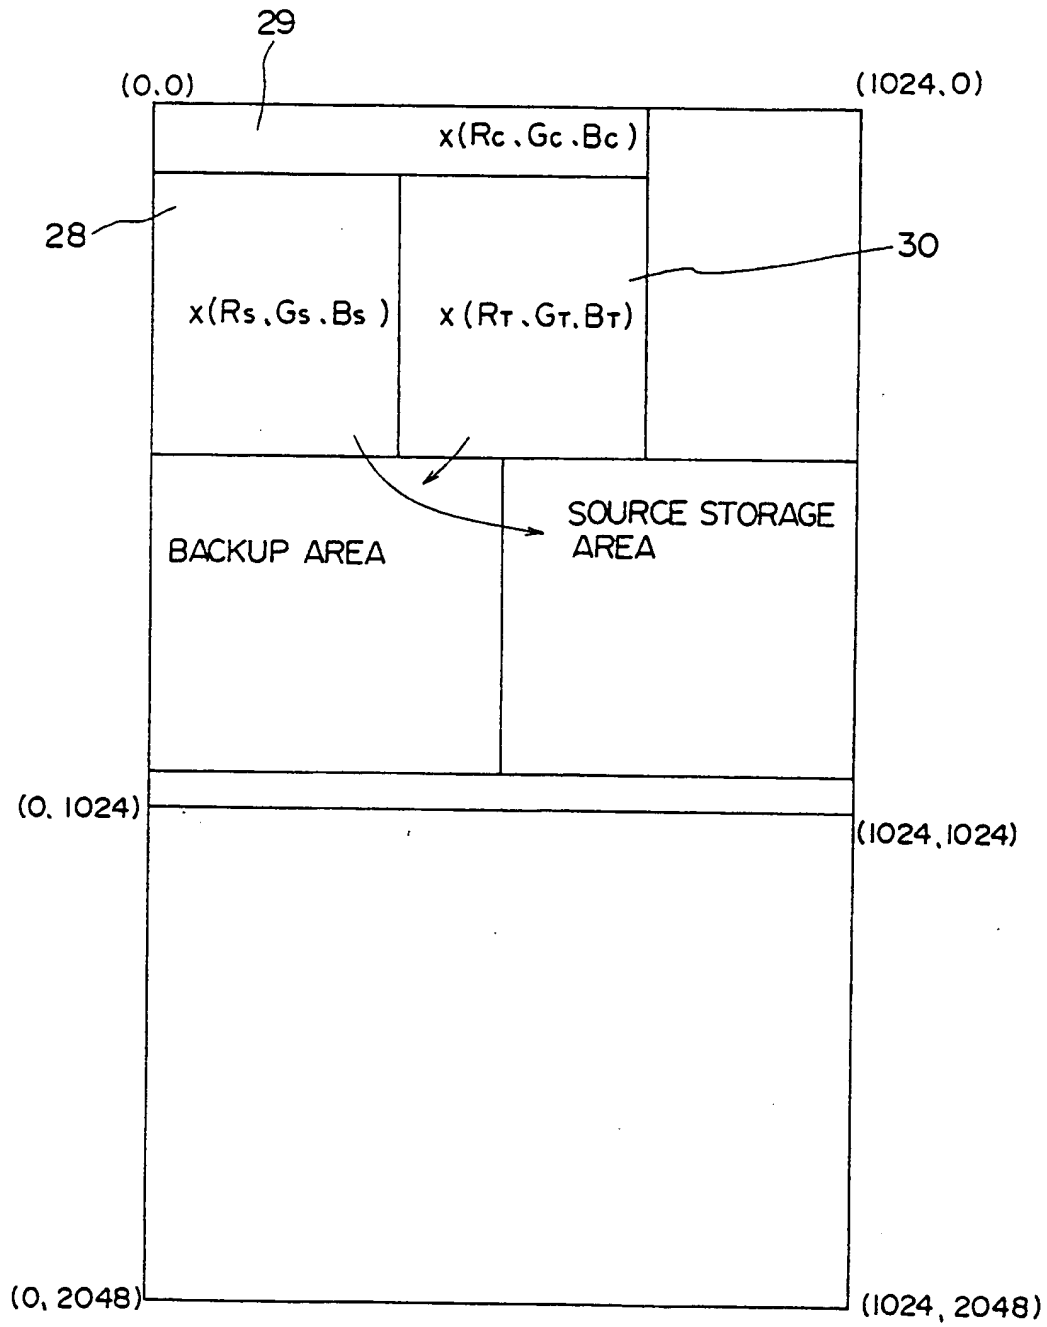 29
(0,0)
(1024,0)
x(Rc,Gc,Bc)
28
30
x(Rs,Gs,Bs)
x(RT,GT,BT)
SOURCE STORAGE
AREA
BACKUP AREA
(0,1024)
(1024,1024)
(0,2048)
(1024,2048)